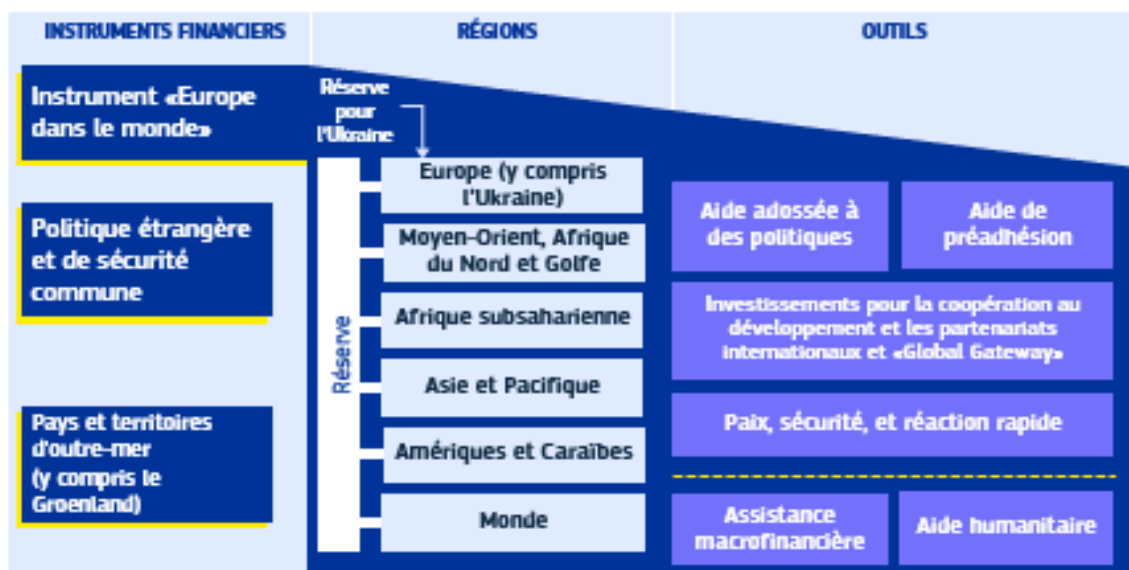 INSTRUMENTS FINANCIERS
RÉGIONS
OUTILS
Instrument «Europe
dans le monde»
Politique étrangère
et de sécurité
commune
Pays et territoires
d'outre-mer
(y compris le
Groenland)
Réserve
pour
l'Ukraine
Réserve
Europe (y compris
l'Ukraine)
Moyen-Orient, Afrique
du Nord et Golfe
Afrique subsaharienne
Asie et Pacifique
Amériques et Caraïbes
Monde
Aide adossée à
des politiques
Aide de
préadhésion
Investissements pour la coopération au
développement et les partenariats
internationaux et «Global Gateway»
Paix, sécurité, et réaction rapide
Assistance
macrofinancière
Aide humanitaire